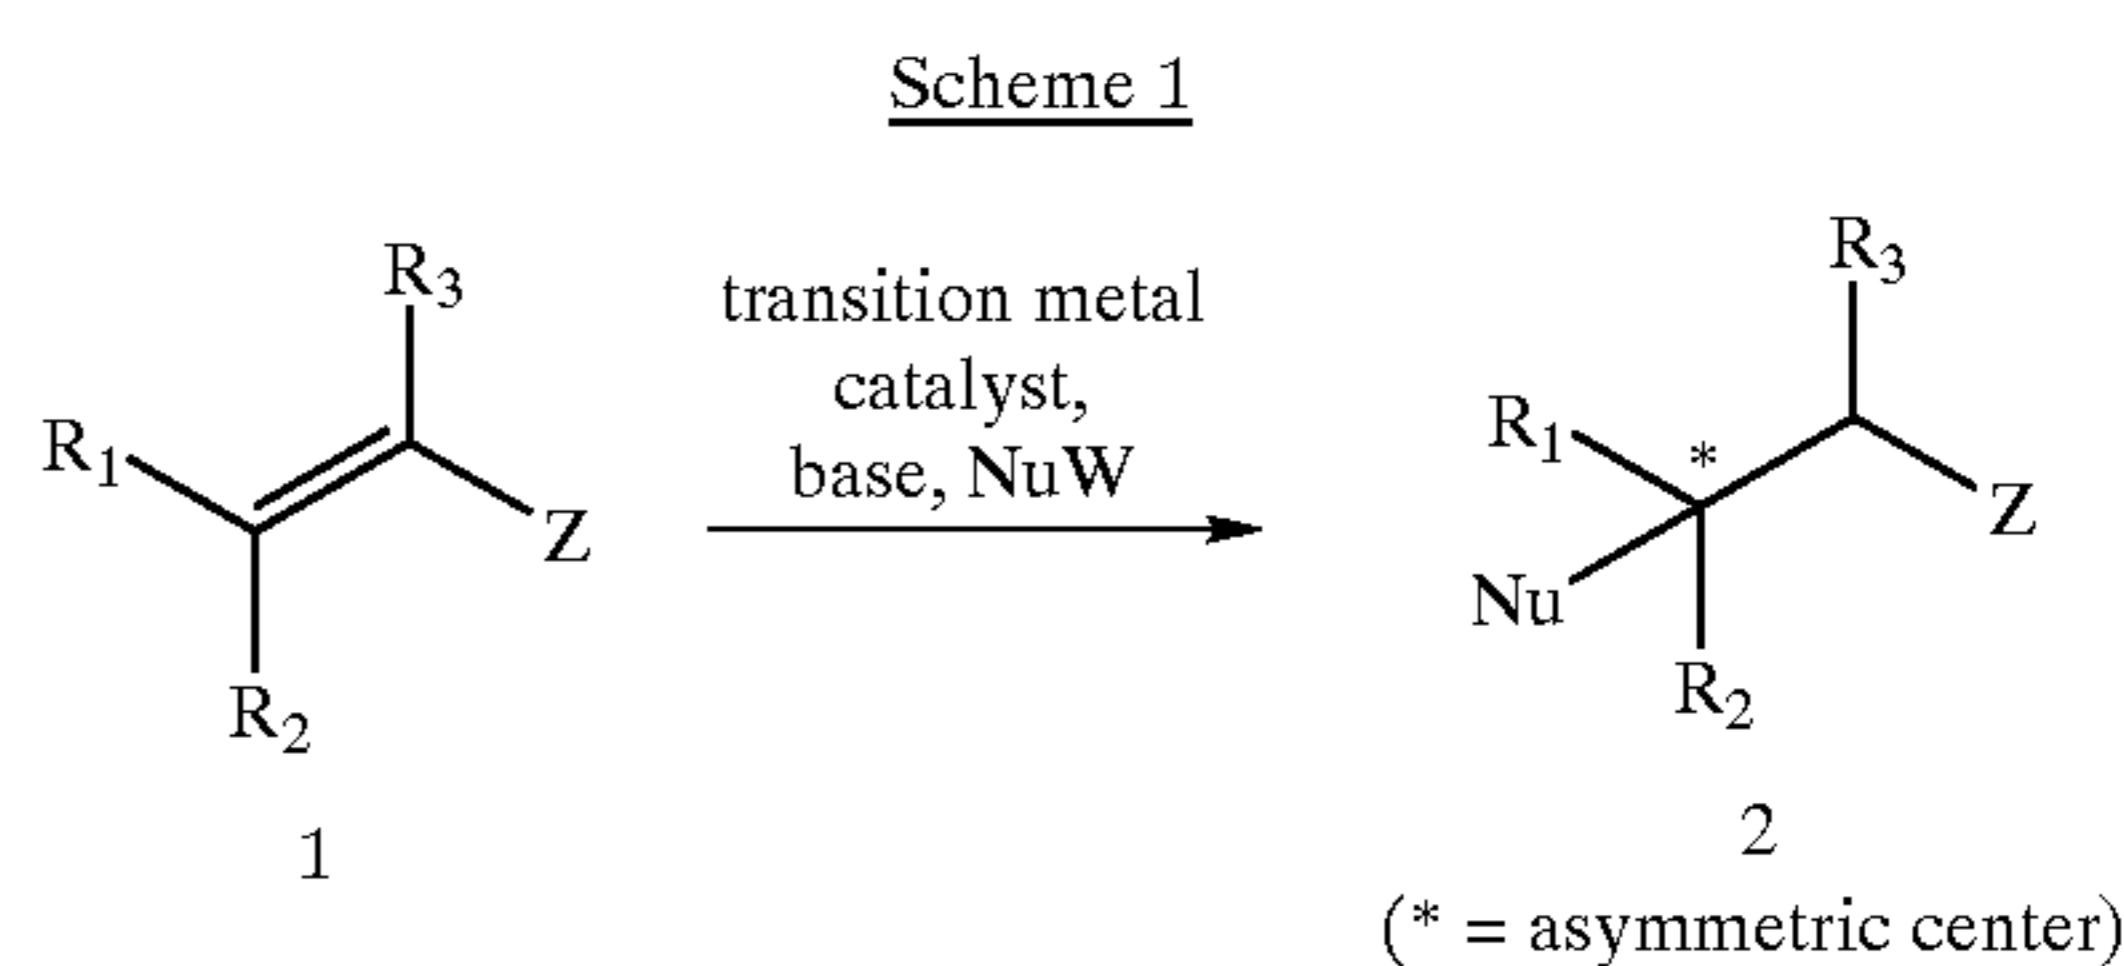 Scheme 1
R3
R1
Z
R2
1
transition metal
catalyst,
base, NuW
R3
R1
*
Z
Nu
R2
2
(* = asymmetric center)